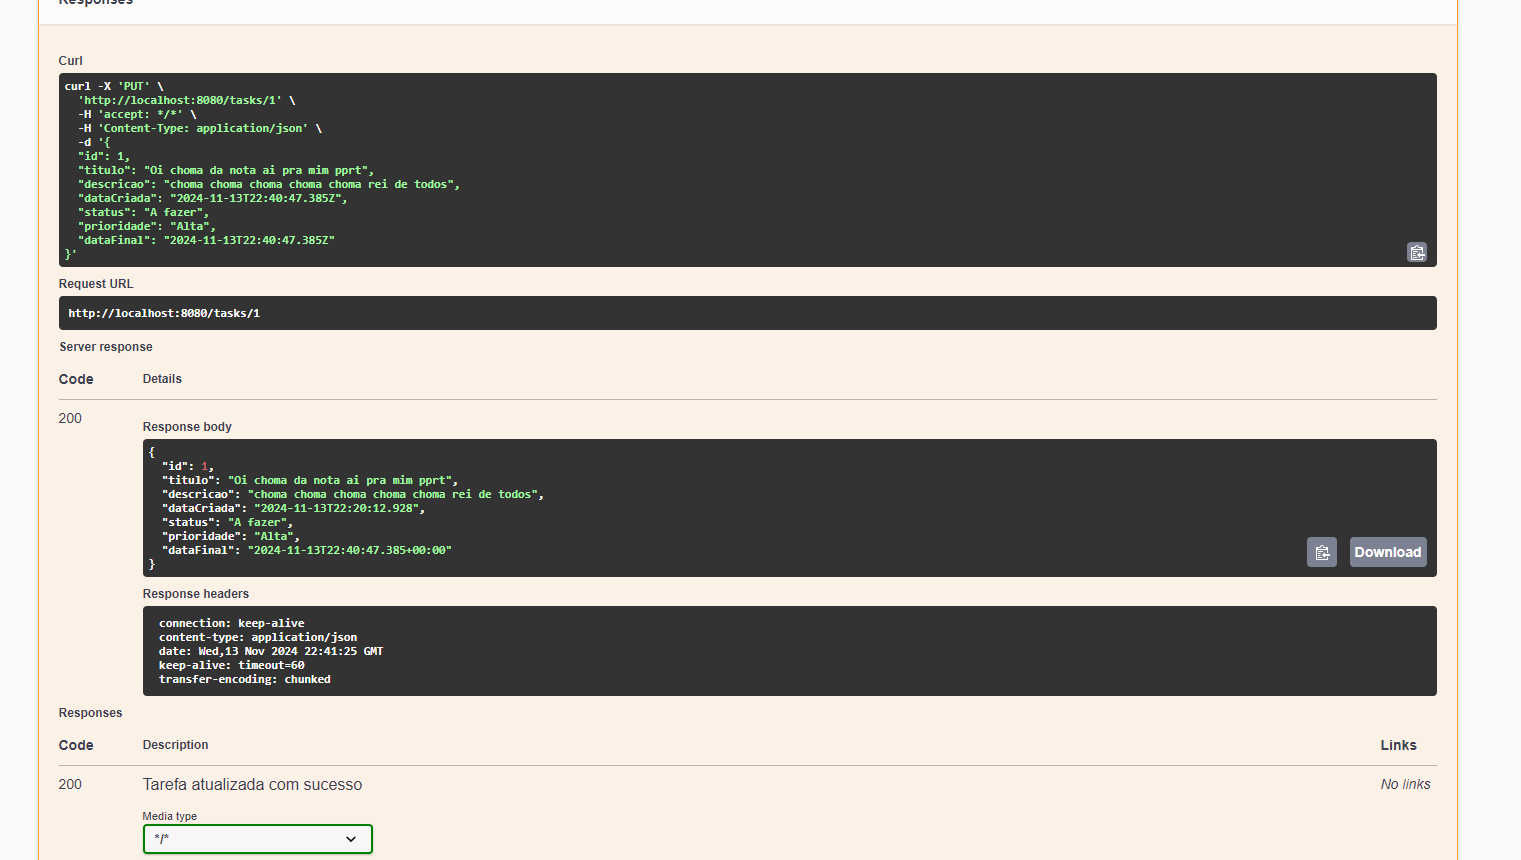 Responses
Curl
curl -X 'PUT' \
'http://localhost:8080/tasks/1' \
-H 'accept: */*' \
-H 'Content-Type: application/json' \
-d '{
"id": 1,
"titulo": "Oi choma da nota ai pra mim pprt",
"descricao": "choma choma choma choma choma rei de todos",
"dataCriada": "2024-11-13T22:40:47.385Z",
"status": "A fazer",
"prioridade": "Alta",
"dataFinal": "2024-11-13T22:40:47.385Z"
}'
Request URL
http://localhost:8080/tasks/1
Server response
Code Details
200
Response body
{
"id": 1,
"titulo": "Oi choma da nota ai pra mim pprt",
"descricao": "choma choma choma choma choma rei de todos",
"dataCriada": "2024-11-13T22:20:12.928",
"status": "A fazer",
"prioridade": "Alta",
"dataFinal": "2024-11-13T22:40:47.385+00:00"
}
Download
Response headers
connection: keep-alive
content-type: application/json
date: Wed,13 Nov 2024 22:41:25 GMT
keep-alive: timeout=60
transfer-encoding: chunked
Responses
Code Description Links
200 Tarefa atualizada com sucesso No links
Media type
*/*